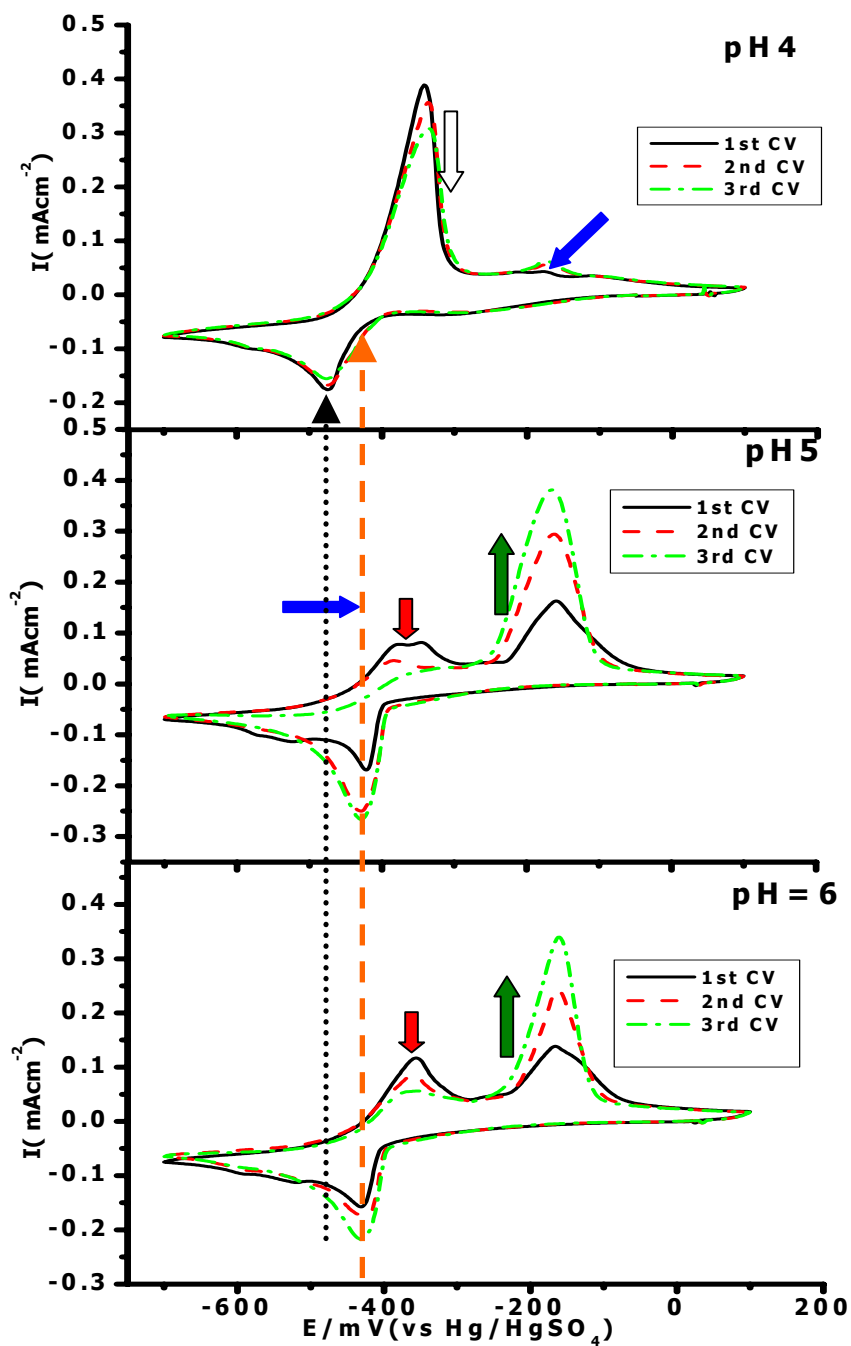 pH 4
0.5
0.4
0.3
0.2
0.1
0.0
-0.1
-0.2
I( mAcm-2)
1st CV
2nd CV
3rd CV
pH 5
0.5
0.4
0.3
0.2
0.1
0.0
-0.1
-0.2
-0.3
I( mAcm-2)
1st CV
2nd CV
3rd CV
pH = 6
0.4
0.3
0.2
0.1
0.0
-0.1
-0.2
-0.3
I( mAcm-2)
1st CV
2nd CV
3rd CV
-600 -400 -200 0 200
E/mV(vs Hg/HgSO4)